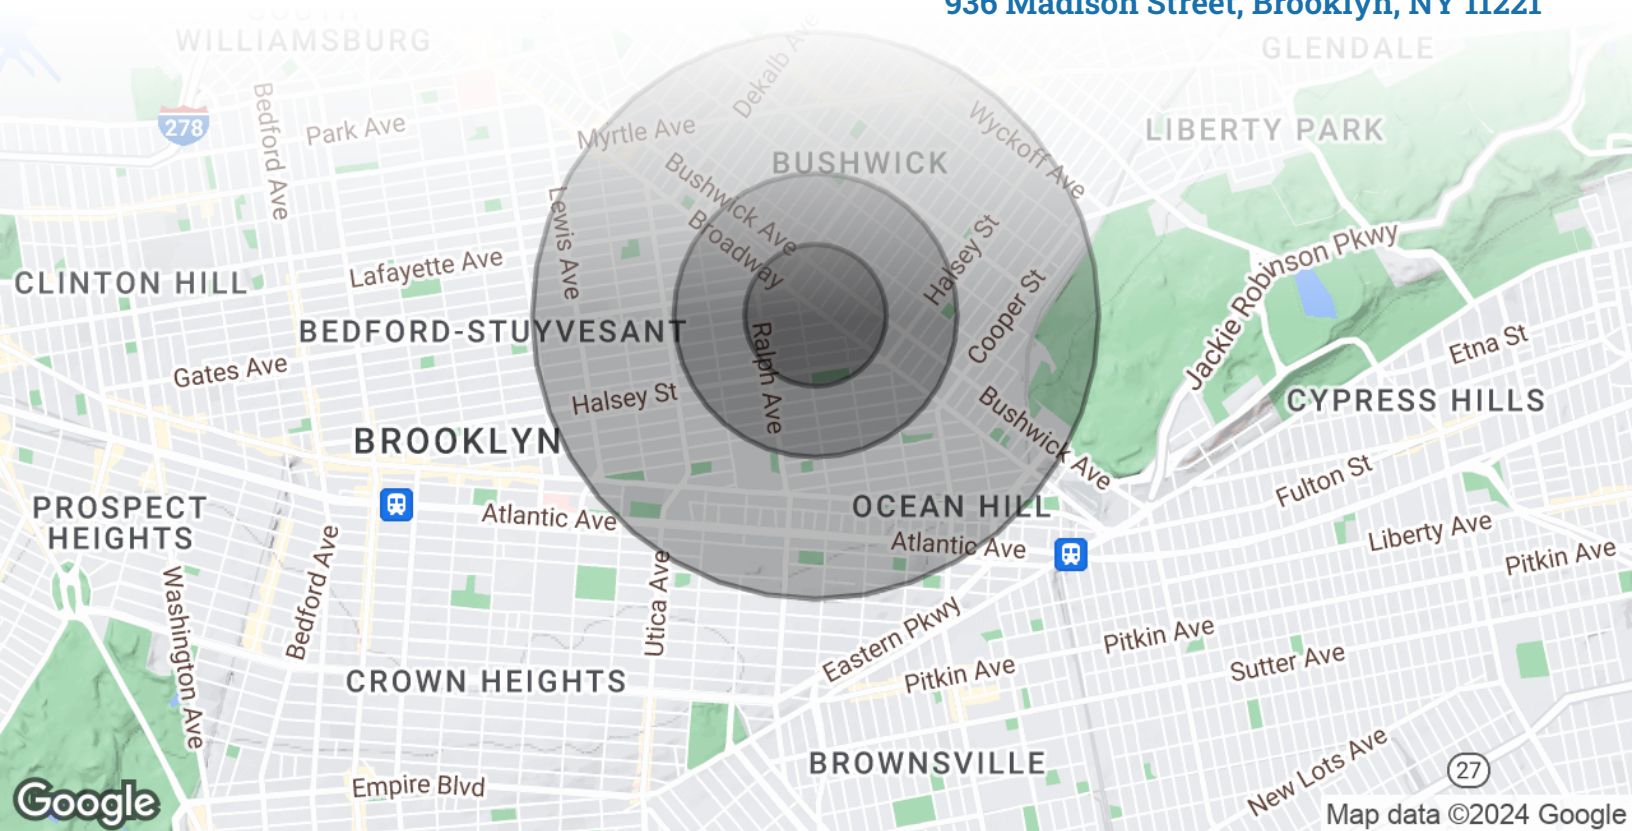 936 Madison Street, Brooklyn, NY 11221
SOUTH
WILLIAMSBURG
GLENDALE
Dekalb Ave
Bedford Ave
278
Park Ave
Myrtle Ave
Wyckoff Ave
LIBERTY PARK
BUSHWICK
Bushwick Ave
Lewis Ave
Broadway
Halsey St
Jackie Robinson Pkwy
Lafayette Ave
CLINTON HILL
Cooper St
BEDFORD-STUYVESANT
Ralph Ave
Etna St
Gates Ave
Halsey St
CYPRESS HILLS
Bushwick Ave
BROOKLYN
Fulton St
PROSPECT
HEIGHTS
OCEAN HILL
Atlantic Ave
Atlantic Ave
Liberty Ave
Pitkin Ave
Bedford Ave
Washington Ave
Utica Ave
Eastern Pkwy
Pitkin Ave
Pitkin Ave
Sutter Ave
CROWN HEIGHTS
BROWNSVILLE
New Lots Ave
27
Empire Blvd
Google
Map data ©2024 Google